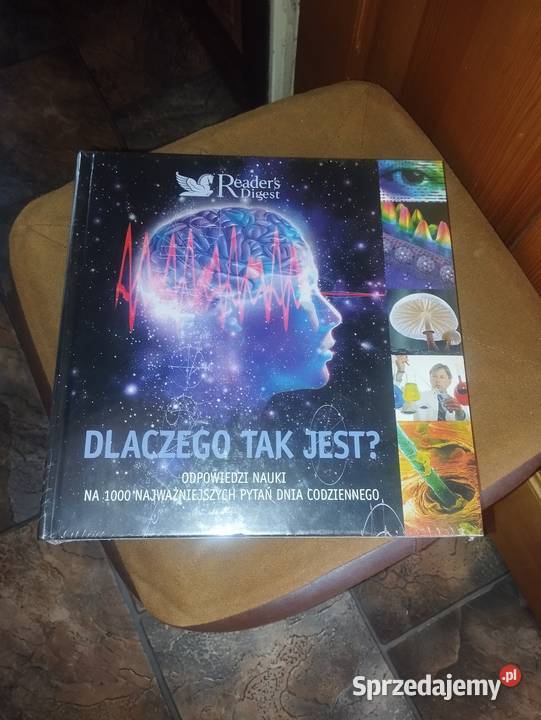 Reader's
Digest
DLACZEGO TAK JEST?
ODPOWIEDZI NAUKI
NA 1000 NAJWAŻNIEJSZYCH PYTAŃ DNIA CODZIENNEGO
Sprzedajemy.pl